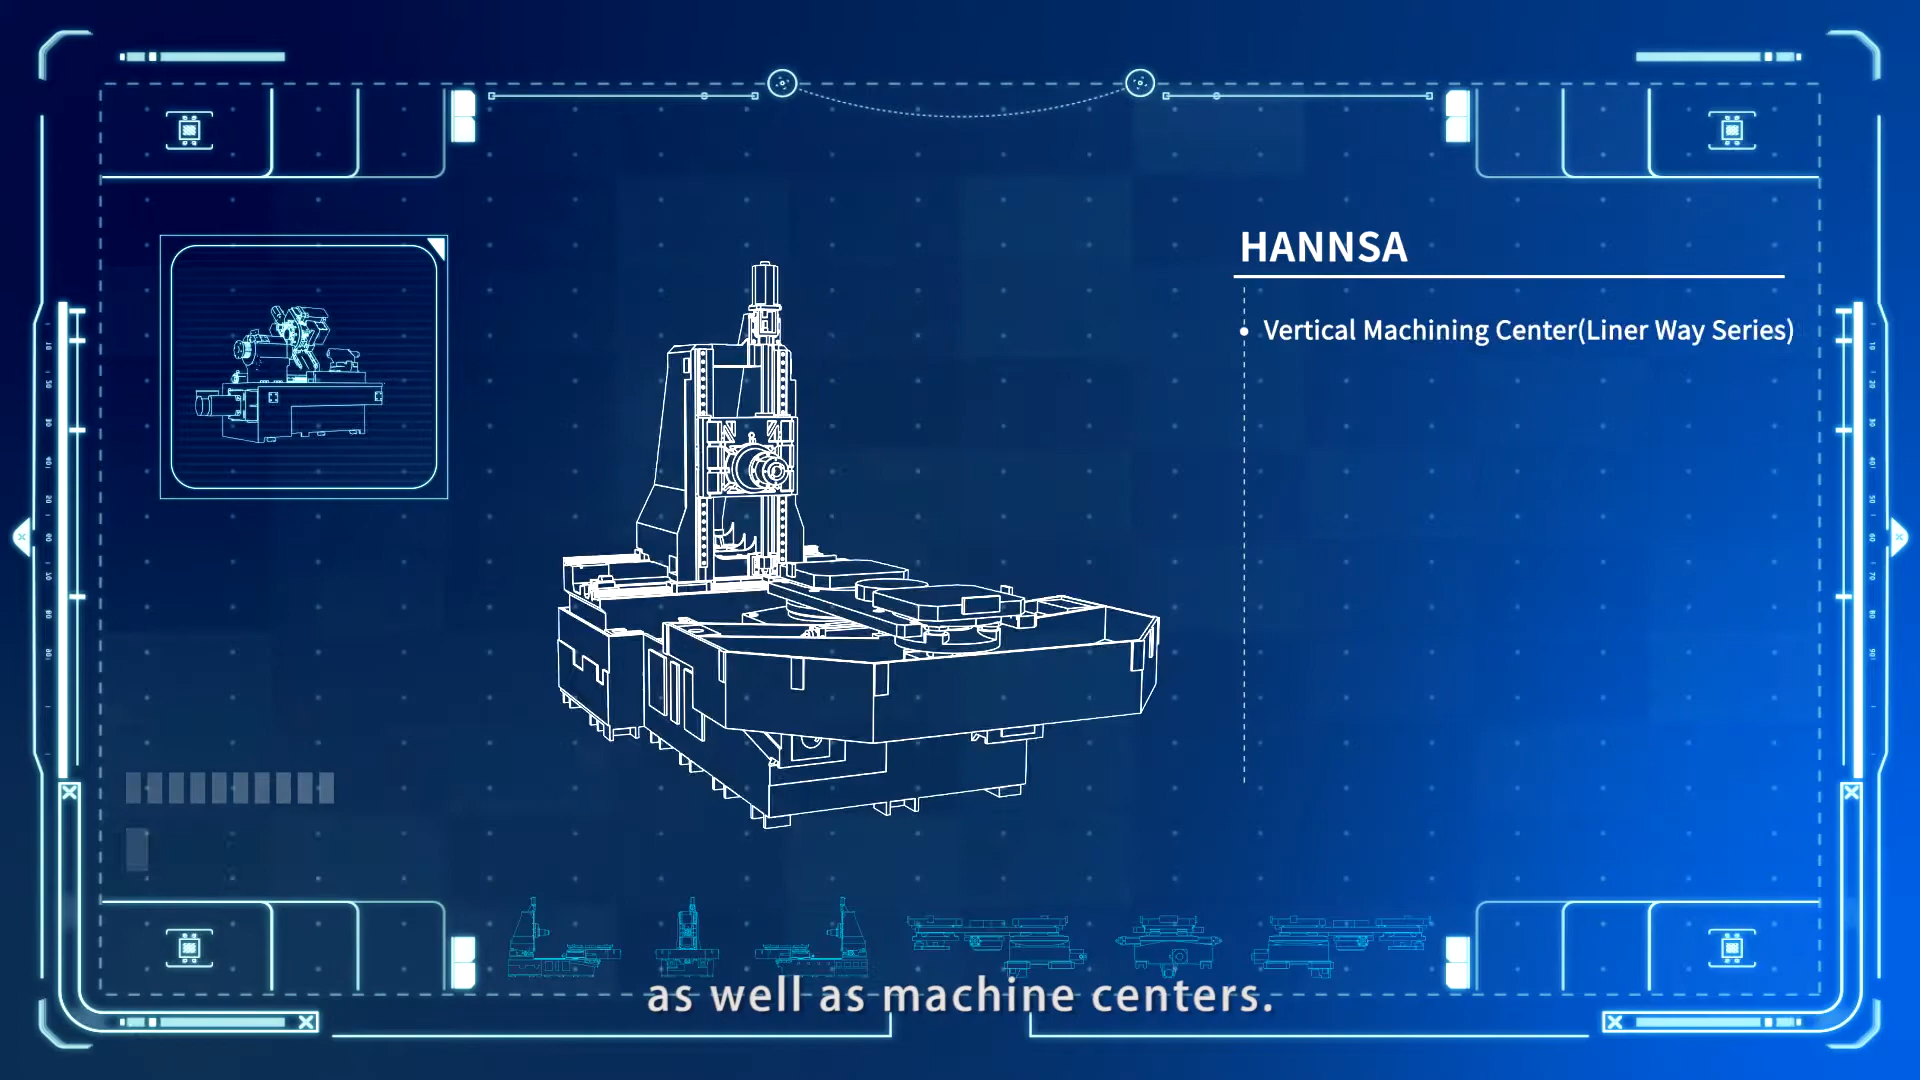 HANNSA
• Vertical Machining Center(Liner Way Series)
as well as machine centers.